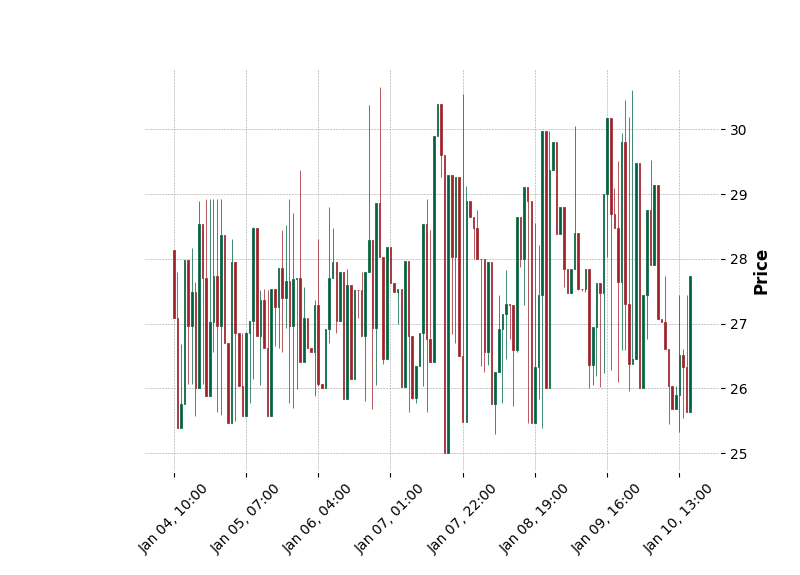 30
29
28
27
26
25
Price
Jan 04, 10:00
Jan 05, 07:00
Jan 06, 04:00
Jan 07, 01:00
Jan 07, 22:00
Jan 08, 19:00
Jan 09, 16:00
Jan 10, 13:00